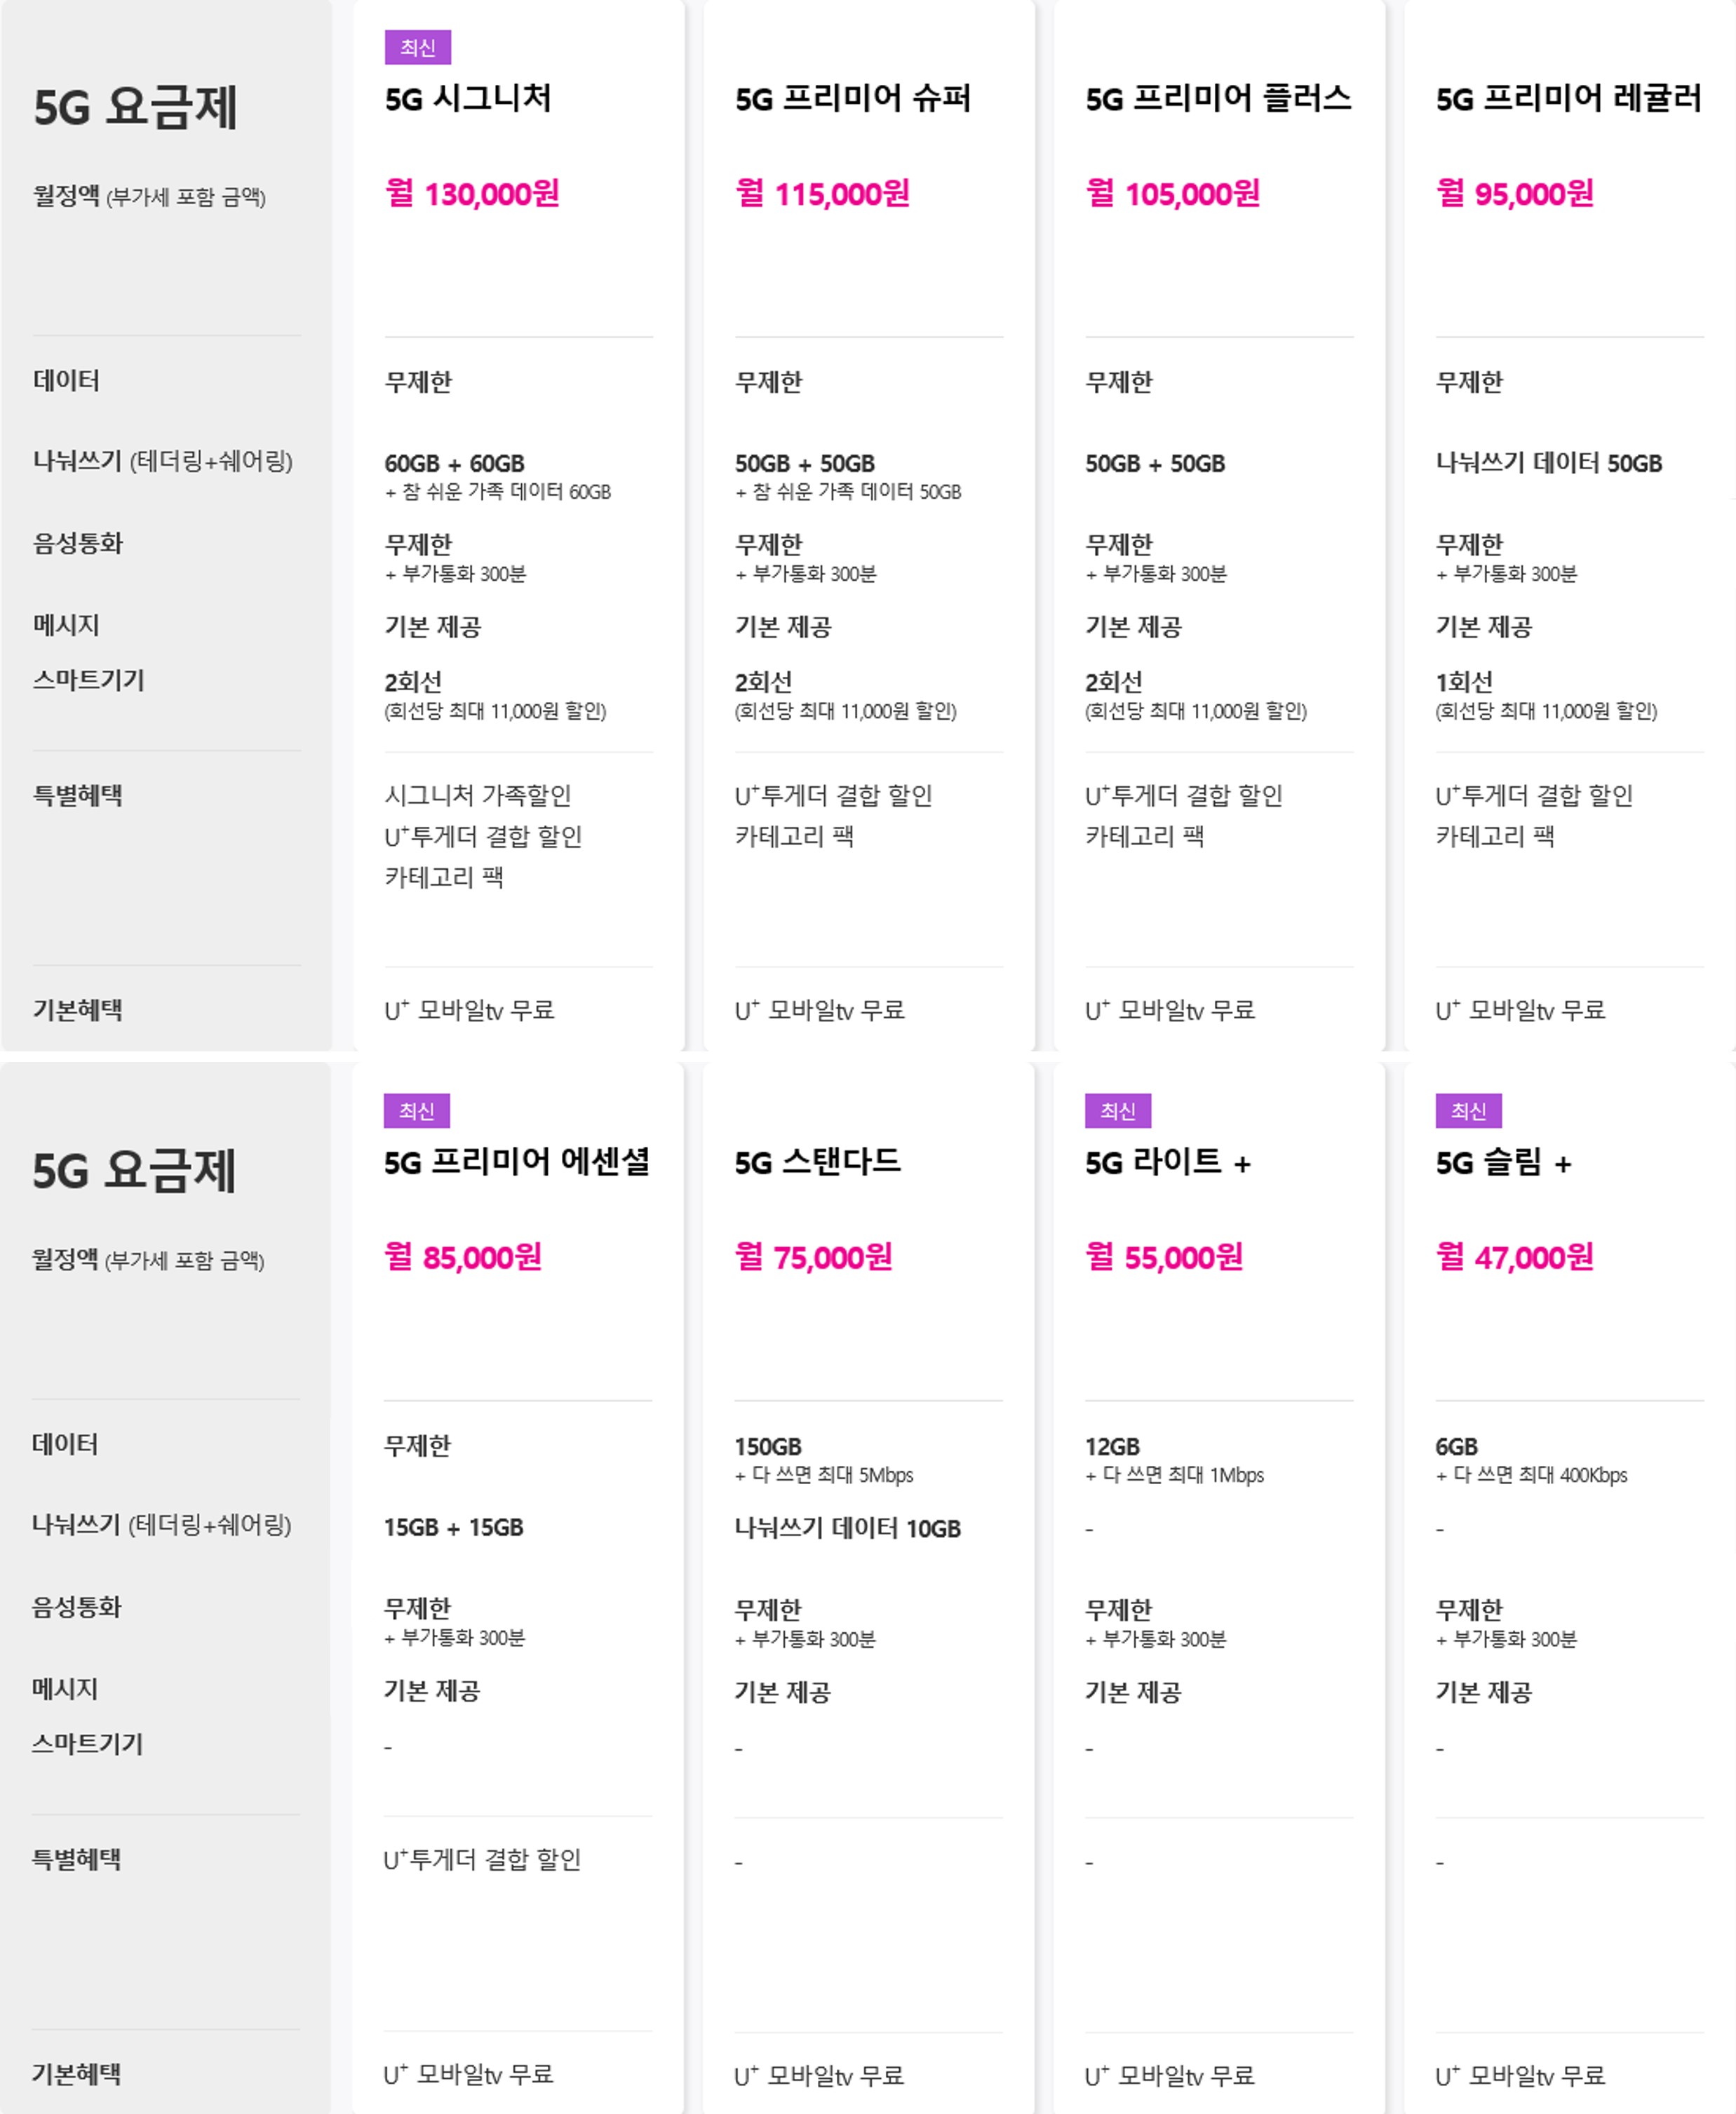 최신
5G 요금제
5G 시그니처
5G 프리미어 슈퍼
5G 프리미어 플러스
5G 프리미어 레귤러
월정액 (부가세 포함 금액)
월 130,000원
월 115,000원
월 105,000원
월 95,000원
데이터
무제한
무제한
무제한
무제한
나눠쓰기 (테더링+쉐어링)
60GB + 60GB
+ 참 쉬운 가족 데이터 60GB
50GB + 50GB
+ 참 쉬운 가족 데이터 50GB
50GB + 50GB
나눠쓰기 데이터 50GB
음성통화
무제한
+ 부가통화 300분
무제한
+ 부가통화 300분
무제한
+ 부가통화 300분
무제한
+ 부가통화 300분
메시지
기본 제공
기본 제공
기본 제공
기본 제공
스마트기기
2회선
(회선당 최대 11,000원 할인)
2회선
(회선당 최대 11,000원 할인)
2회선
(회선당 최대 11,000원 할인)
1회선
(회선당 최대 11,000원 할인)
특별혜택
시그니처 가족할인
U⁺투게더 결합 할인
카테고리 팩
U⁺투게더 결합 할인
카테고리 팩
U⁺투게더 결합 할인
카테고리 팩
U⁺투게더 결합 할인
카테고리 팩
기본혜택
U⁺ 모바일tv 무료
U⁺ 모바일tv 무료
U⁺ 모바일tv 무료
U⁺ 모바일tv 무료
최신
최신
최신
5G 요금제
5G 프리미어 에센셜
5G 스탠다드
5G 라이트 +
5G 슬림 +
월정액 (부가세 포함 금액)
월 85,000원
월 75,000원
월 55,000원
월 47,000원
데이터
무제한
150GB
+ 다 쓰면 최대 5Mbps
12GB
+ 다 쓰면 최대 1Mbps
6GB
+ 다 쓰면 최대 400Kbps
나눠쓰기 (테더링+쉐어링)
15GB + 15GB
나눠쓰기 데이터 10GB
-
-
음성통화
무제한
+ 부가통화 300분
무제한
+ 부가통화 300분
무제한
+ 부가통화 300분
무제한
+ 부가통화 300분
메시지
기본 제공
기본 제공
기본 제공
기본 제공
스마트기기
-
-
-
-
특별혜택
U⁺투게더 결합 할인
-
-
-
기본혜택
U⁺ 모바일tv 무료
U⁺ 모바일tv 무료
U⁺ 모바일tv 무료
U⁺ 모바일tv 무료